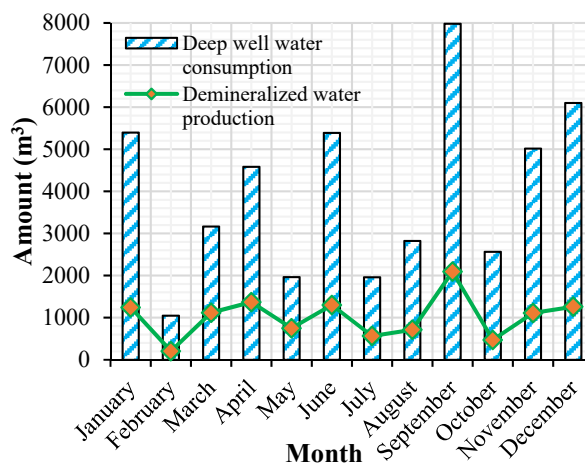 8000
7000
6000
5000
4000
3000
2000
1000
0
Amount (m³)
Deep well water
consumption
Demineralized water
production
January
February
March
April
May
June
July
August
September
October
November
December
Month